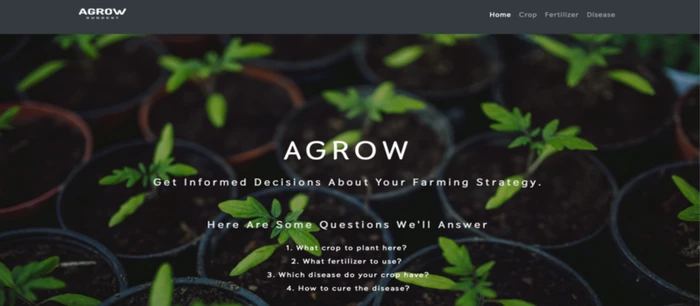 AGROW
Home Crop Fertilizer Disease
AGROW
Get Informed Decisions About Your Farming Strategy.
Here Are Some Questions We'll Answer
1. What crop to plant here?
2. What fertilizer to use?
3. Which disease do your crop have?
4. How to cure the disease?